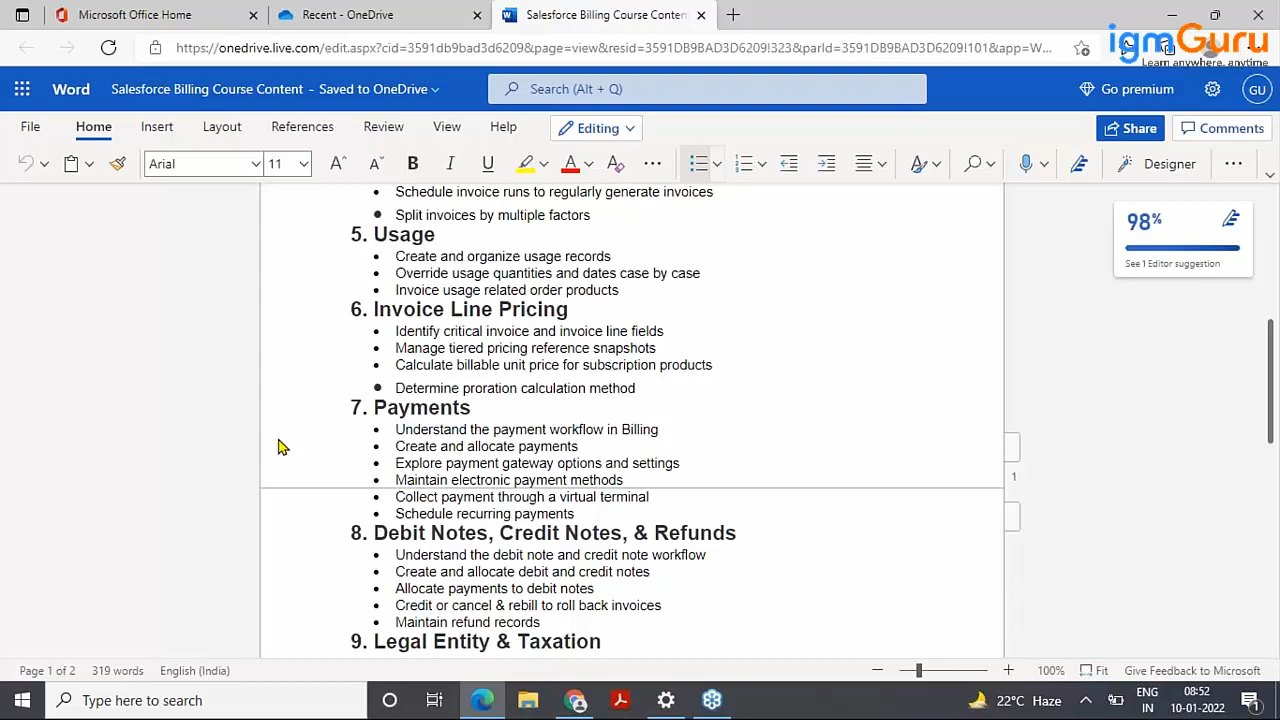 Microsoft Office Home
Recent - OneDrive
Salesforce Billing Course Conten
https://onedrive.live.com/edit.aspx?cid=3591db9bad3d6209&page=view&resid=3591DB9BAD3D6209!323&parId=3591DB9BAD3D6209!101&app=W...
igmGuru
Learn anywhere, anytime
Word
Salesforce Billing Course Content - Saved to OneDrive
Search (Alt + Q)
Go premium
GU
File
Home
Insert
Layout
References
Review
View
Help
Editing
Share
Comments
Arial
11
A
A
B
I
U
A
A
Designer
• Schedule invoice runs to regularly generate invoices
• Split invoices by multiple factors
5. Usage
• Create and organize usage records
• Override usage quantities and dates case by case
• Invoice usage related order products
6. Invoice Line Pricing
• Identify critical invoice and invoice line fields
• Manage tiered pricing reference snapshots
• Calculate billable unit price for subscription products
• Determine proration calculation method
7. Payments
• Understand the payment workflow in Billing
• Create and allocate payments
• Explore payment gateway options and settings
• Maintain electronic payment methods
• Collect payment through a virtual terminal
• Schedule recurring payments
8. Debit Notes, Credit Notes, & Refunds
• Understand the debit note and credit note workflow
• Create and allocate debit and credit notes
• Allocate payments to debit notes
• Credit or cancel & rebill to roll back invoices
• Maintain refund records
9. Legal Entity & Taxation
98%
See 1 Editor suggestion
1
Page 1 of 2
319 words
English (India)
100%
Fit
Give Feedback to Microsoft
Type here to search
22°C Haze
ENG
IN
08:52
10-01-2022
1